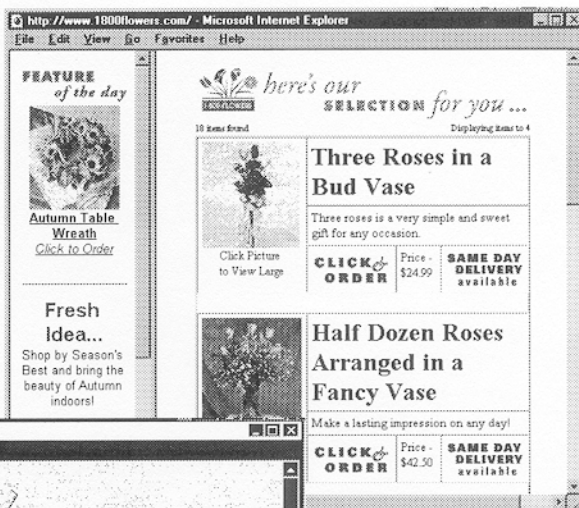 http://www.1800flowers.com/ - Microsoft Internet Explorer
File Edit View Go Favorites Help
FEATURE
of the day
Autumn Table
Wreath
Click to Order
Fresh
Idea...
Shop by Season's
Best and bring the
beauty of Autumn
indoors!
1-800-FLOWERS
here's our
SELECTION for you ...
18 items found
Displaying items to 4
Click Picture
to View Large
Three Roses in a
Bud Vase
Three roses is a very simple and sweet
gift for any occasion.
CLICK &
ORDER
Price -
$24.99
SAME DAY
DELIVERY
available
Half Dozen Roses
Arranged in a
Fancy Vase
Make a lasting impression on any day!
CLICK &
ORDER
Price -
$42.50
SAME DAY
DELIVERY
available